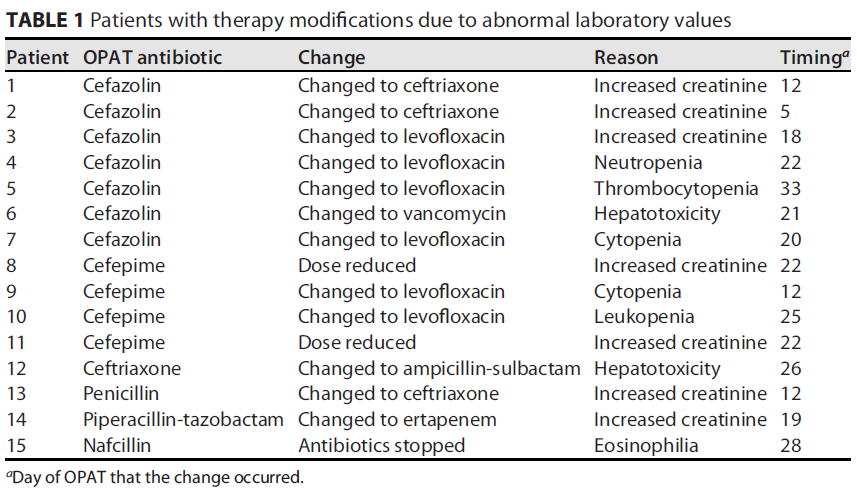 TABLE 1 Patients with therapy modifications due to abnormal laboratory values
Patient OPAT antibiotic Change Reason Timingᵃ
1 Cefazolin Changed to ceftriaxone Increased creatinine 12
2 Cefazolin Changed to ceftriaxone Increased creatinine 5
3 Cefazolin Changed to levofloxacin Increased creatinine 18
4 Cefazolin Changed to levofloxacin Neutropenia 22
5 Cefazolin Changed to levofloxacin Thrombocytopenia 33
6 Cefazolin Changed to vancomycin Hepatotoxicity 21
7 Cefazolin Changed to levofloxacin Cytopenia 20
8 Cefepime Dose reduced Increased creatinine 22
9 Cefepime Changed to levofloxacin Cytopenia 12
10 Cefepime Changed to levofloxacin Leukopenia 25
11 Cefepime Dose reduced Increased creatinine 22
12 Ceftriaxone Changed to ampicillin-sulbactam Hepatotoxicity 26
13 Penicillin Changed to ceftriaxone Increased creatinine 12
14 Piperacillin-tazobactam Changed to ertapenem Increased creatinine 19
15 Nafcillin Antibiotics stopped Eosinophilia 28
ᵃDay of OPAT that the change occurred.